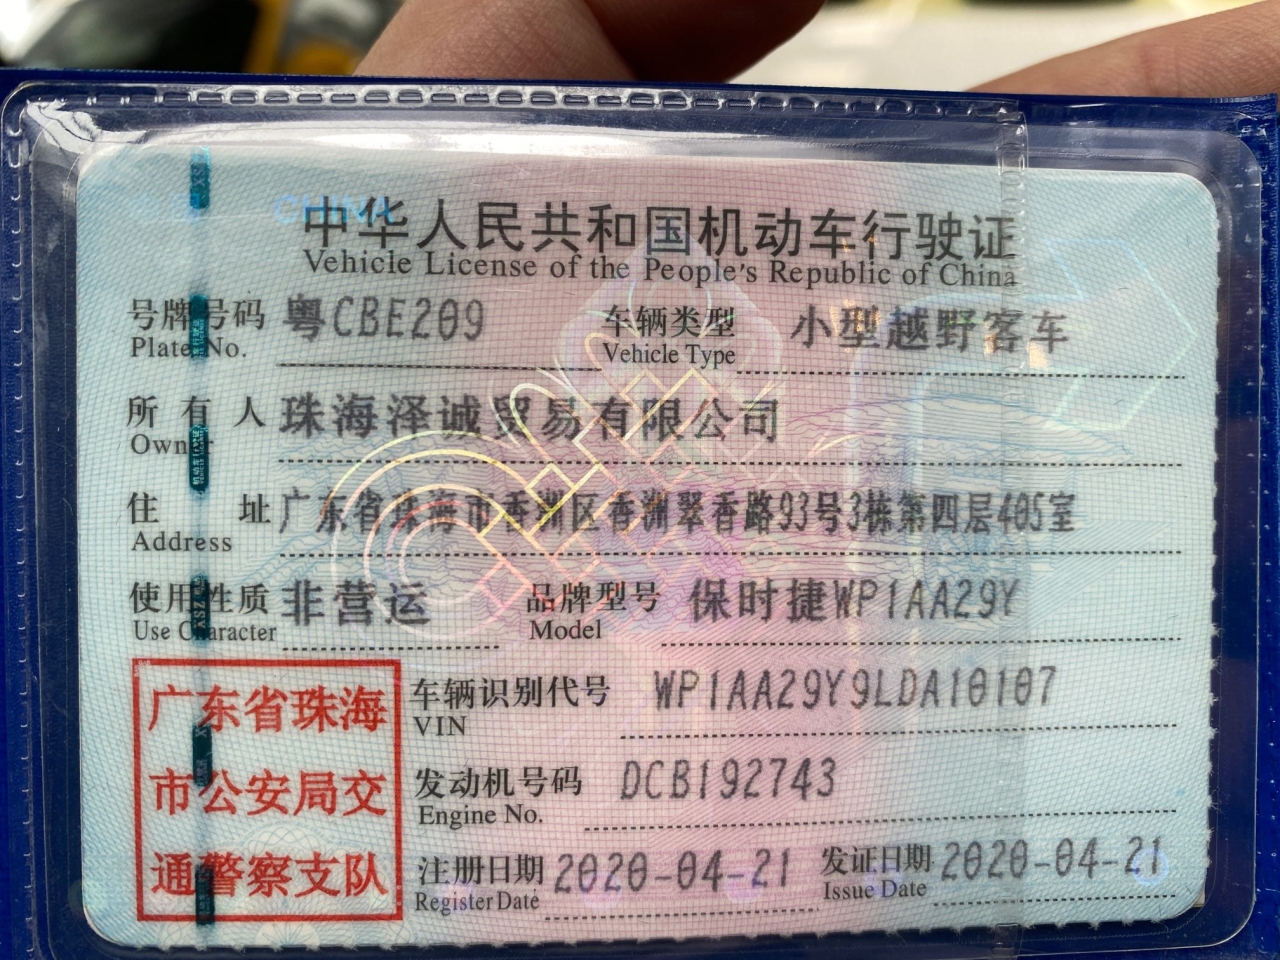 中华人民共和国机动车行驶证
Vehicle License of the People's Republic of China
号牌号码 粤CBE209 车辆类型 小型越野客车
Plate No. Vehicle Type
所有人 珠海泽诚贸易有限公司
Owner
住址 广东省珠海市香洲区香洲翠香路93号3栋第四层405室
Address
使用性质 非营运 品牌型号 保时捷WP1AA29Y
Use Character Model
车辆识别代号 WP1AA29Y9LDA10107
VIN
发动机号码 DCB192743
Engine No.
注册日期 2020-04-21 发证日期 2020-04-21
Register Date Issue Date
广东省珠海
市公安局交
通警察支队